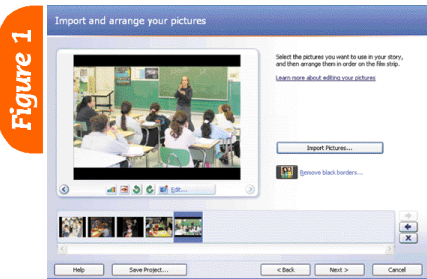 Figure 1
Import and arrange your pictures
Select the pictures you want to use in your story,
and then arrange them in order on the film strip.
Learn more about editing your pictures
Import Pictures...
Remove black borders...
Edit...
Help
Save Project...
< Back
Next >
Cancel